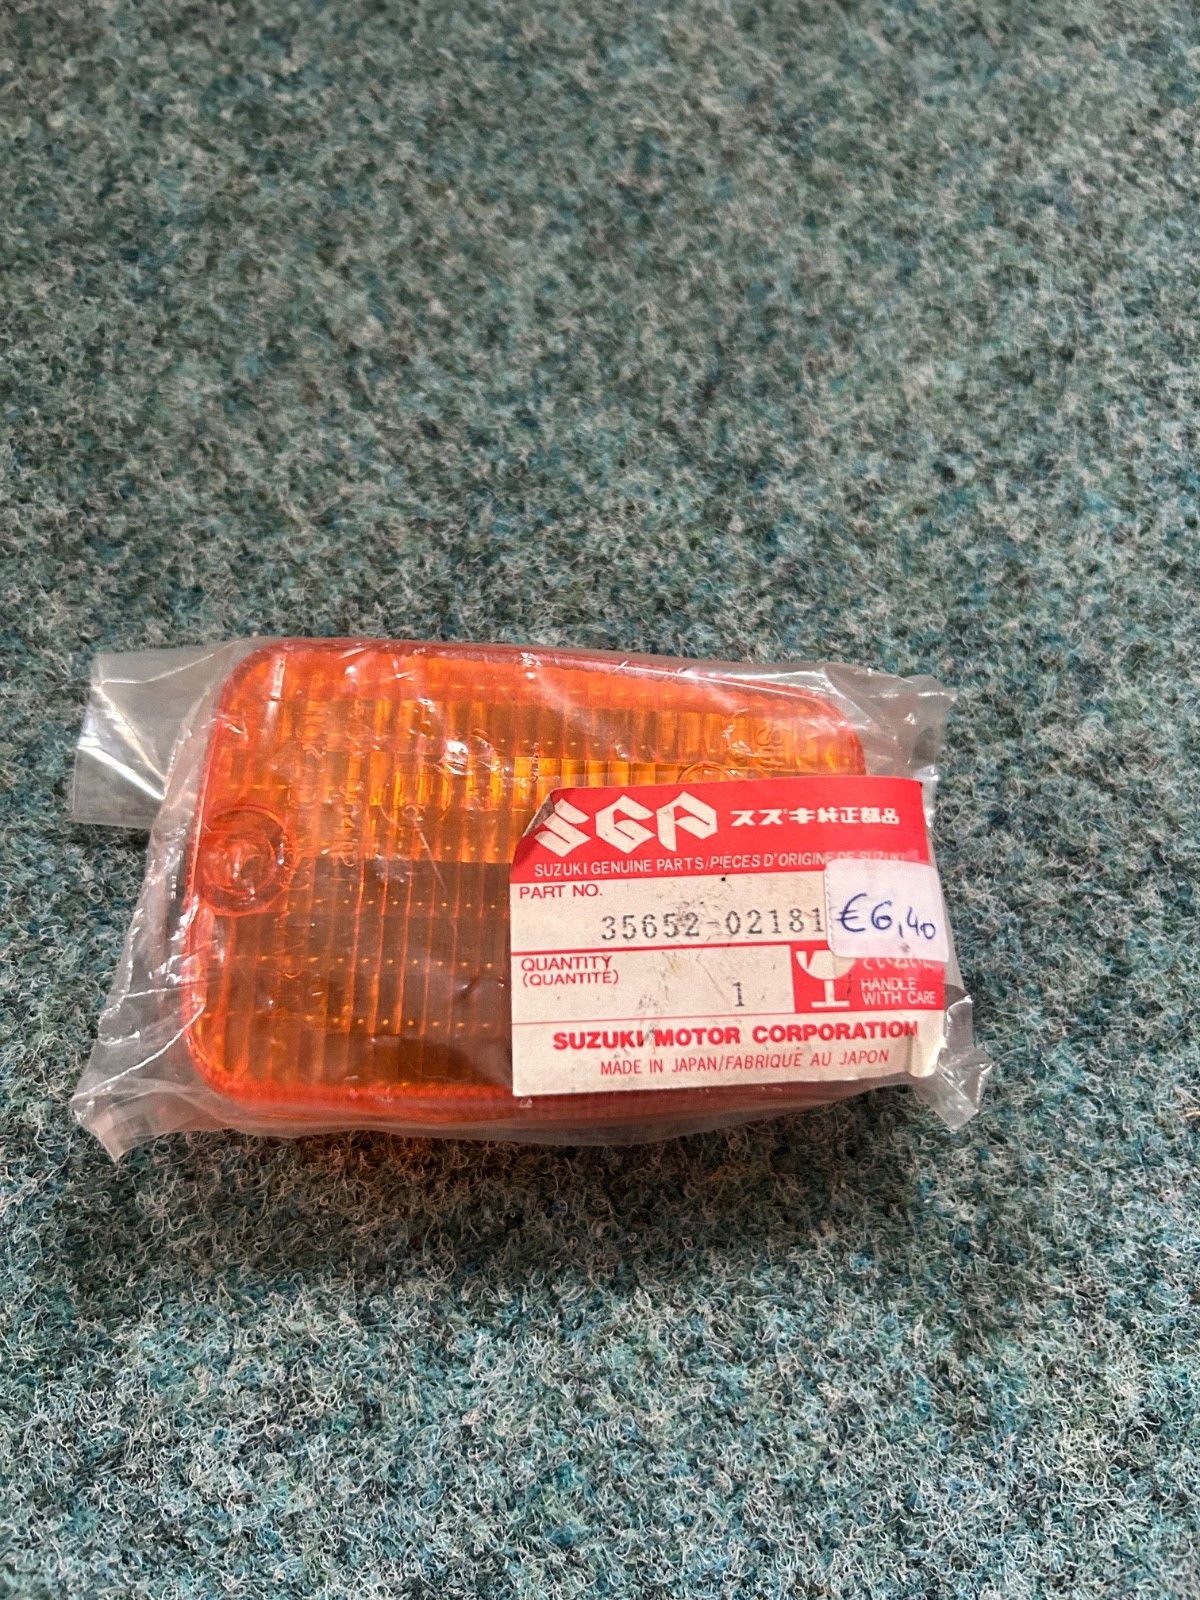 SGP スズキ純正部品
SUZUKI GENUINE PARTS/PIÈCES D'ORIGINE DE SUZUKI
PART NO.
35652-02181
€6,40
QUANTITY
(QUANTITÉ)
1
HANDLE
WITH CARE
SUZUKI MOTOR CORPORATION
MADE IN JAPAN/FABRIQUÉ AU JAPON